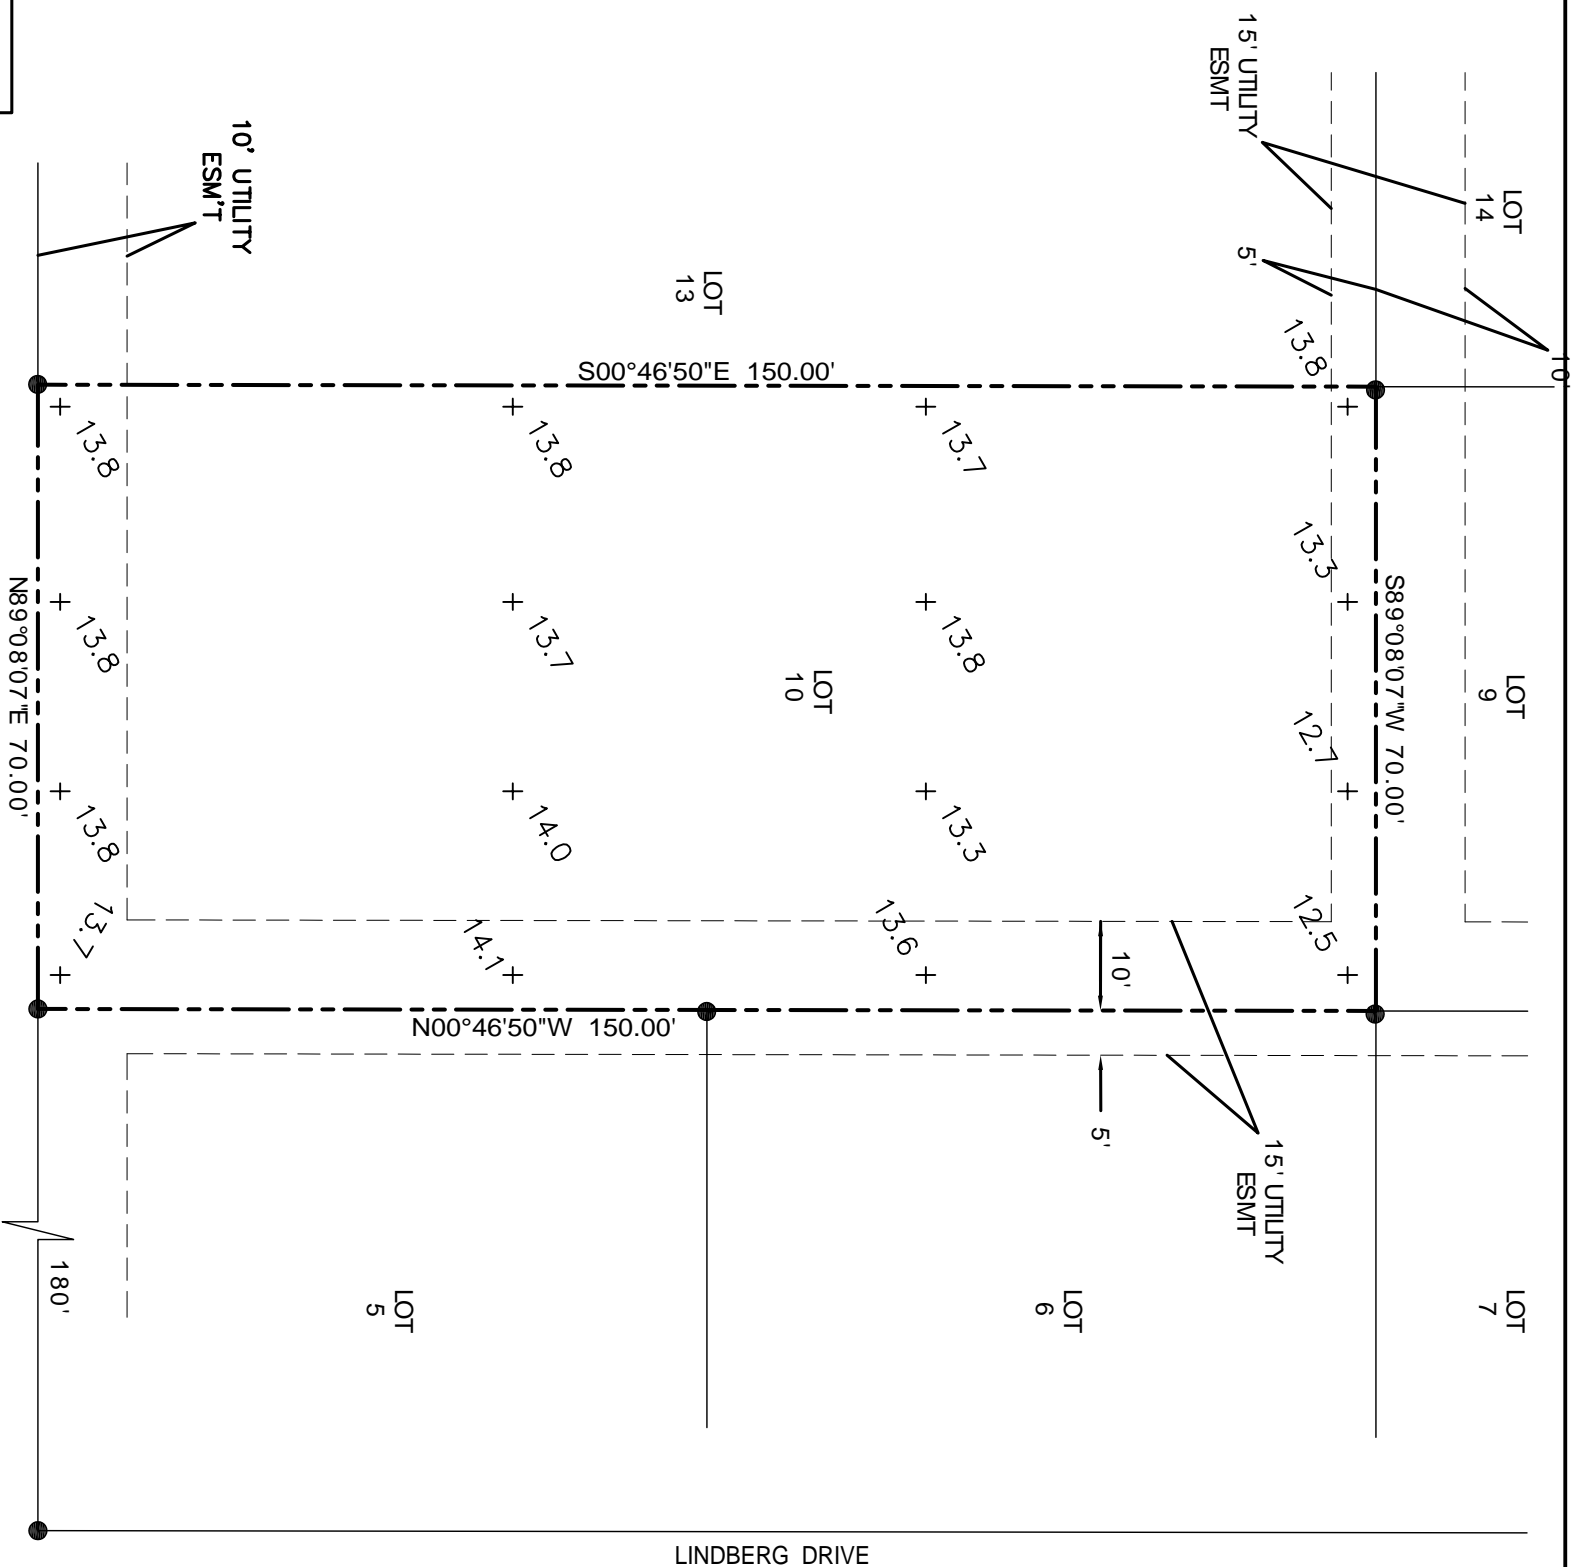 15' UTILITY
ESMT
LOT
14
5'
10'
10' UTILITY
ESM'T
LOT
13
S00°46'50"E 150.00'
13.8
13.7
13.8
13.8
S89°08'07"W 70.00'
LOT
9
13.3
13.8
13.7
13.8
LOT
10
12.7
13.3
14.0
13.8
N89°08'07"E 70.00'
12.5
13.6
14.1
13.7
10'
N00°46'50"W 150.00'
5'
15' UTILITY
ESMT
LOT
7
LOT
6
LOT
5
180'
LINDBERG DRIVE